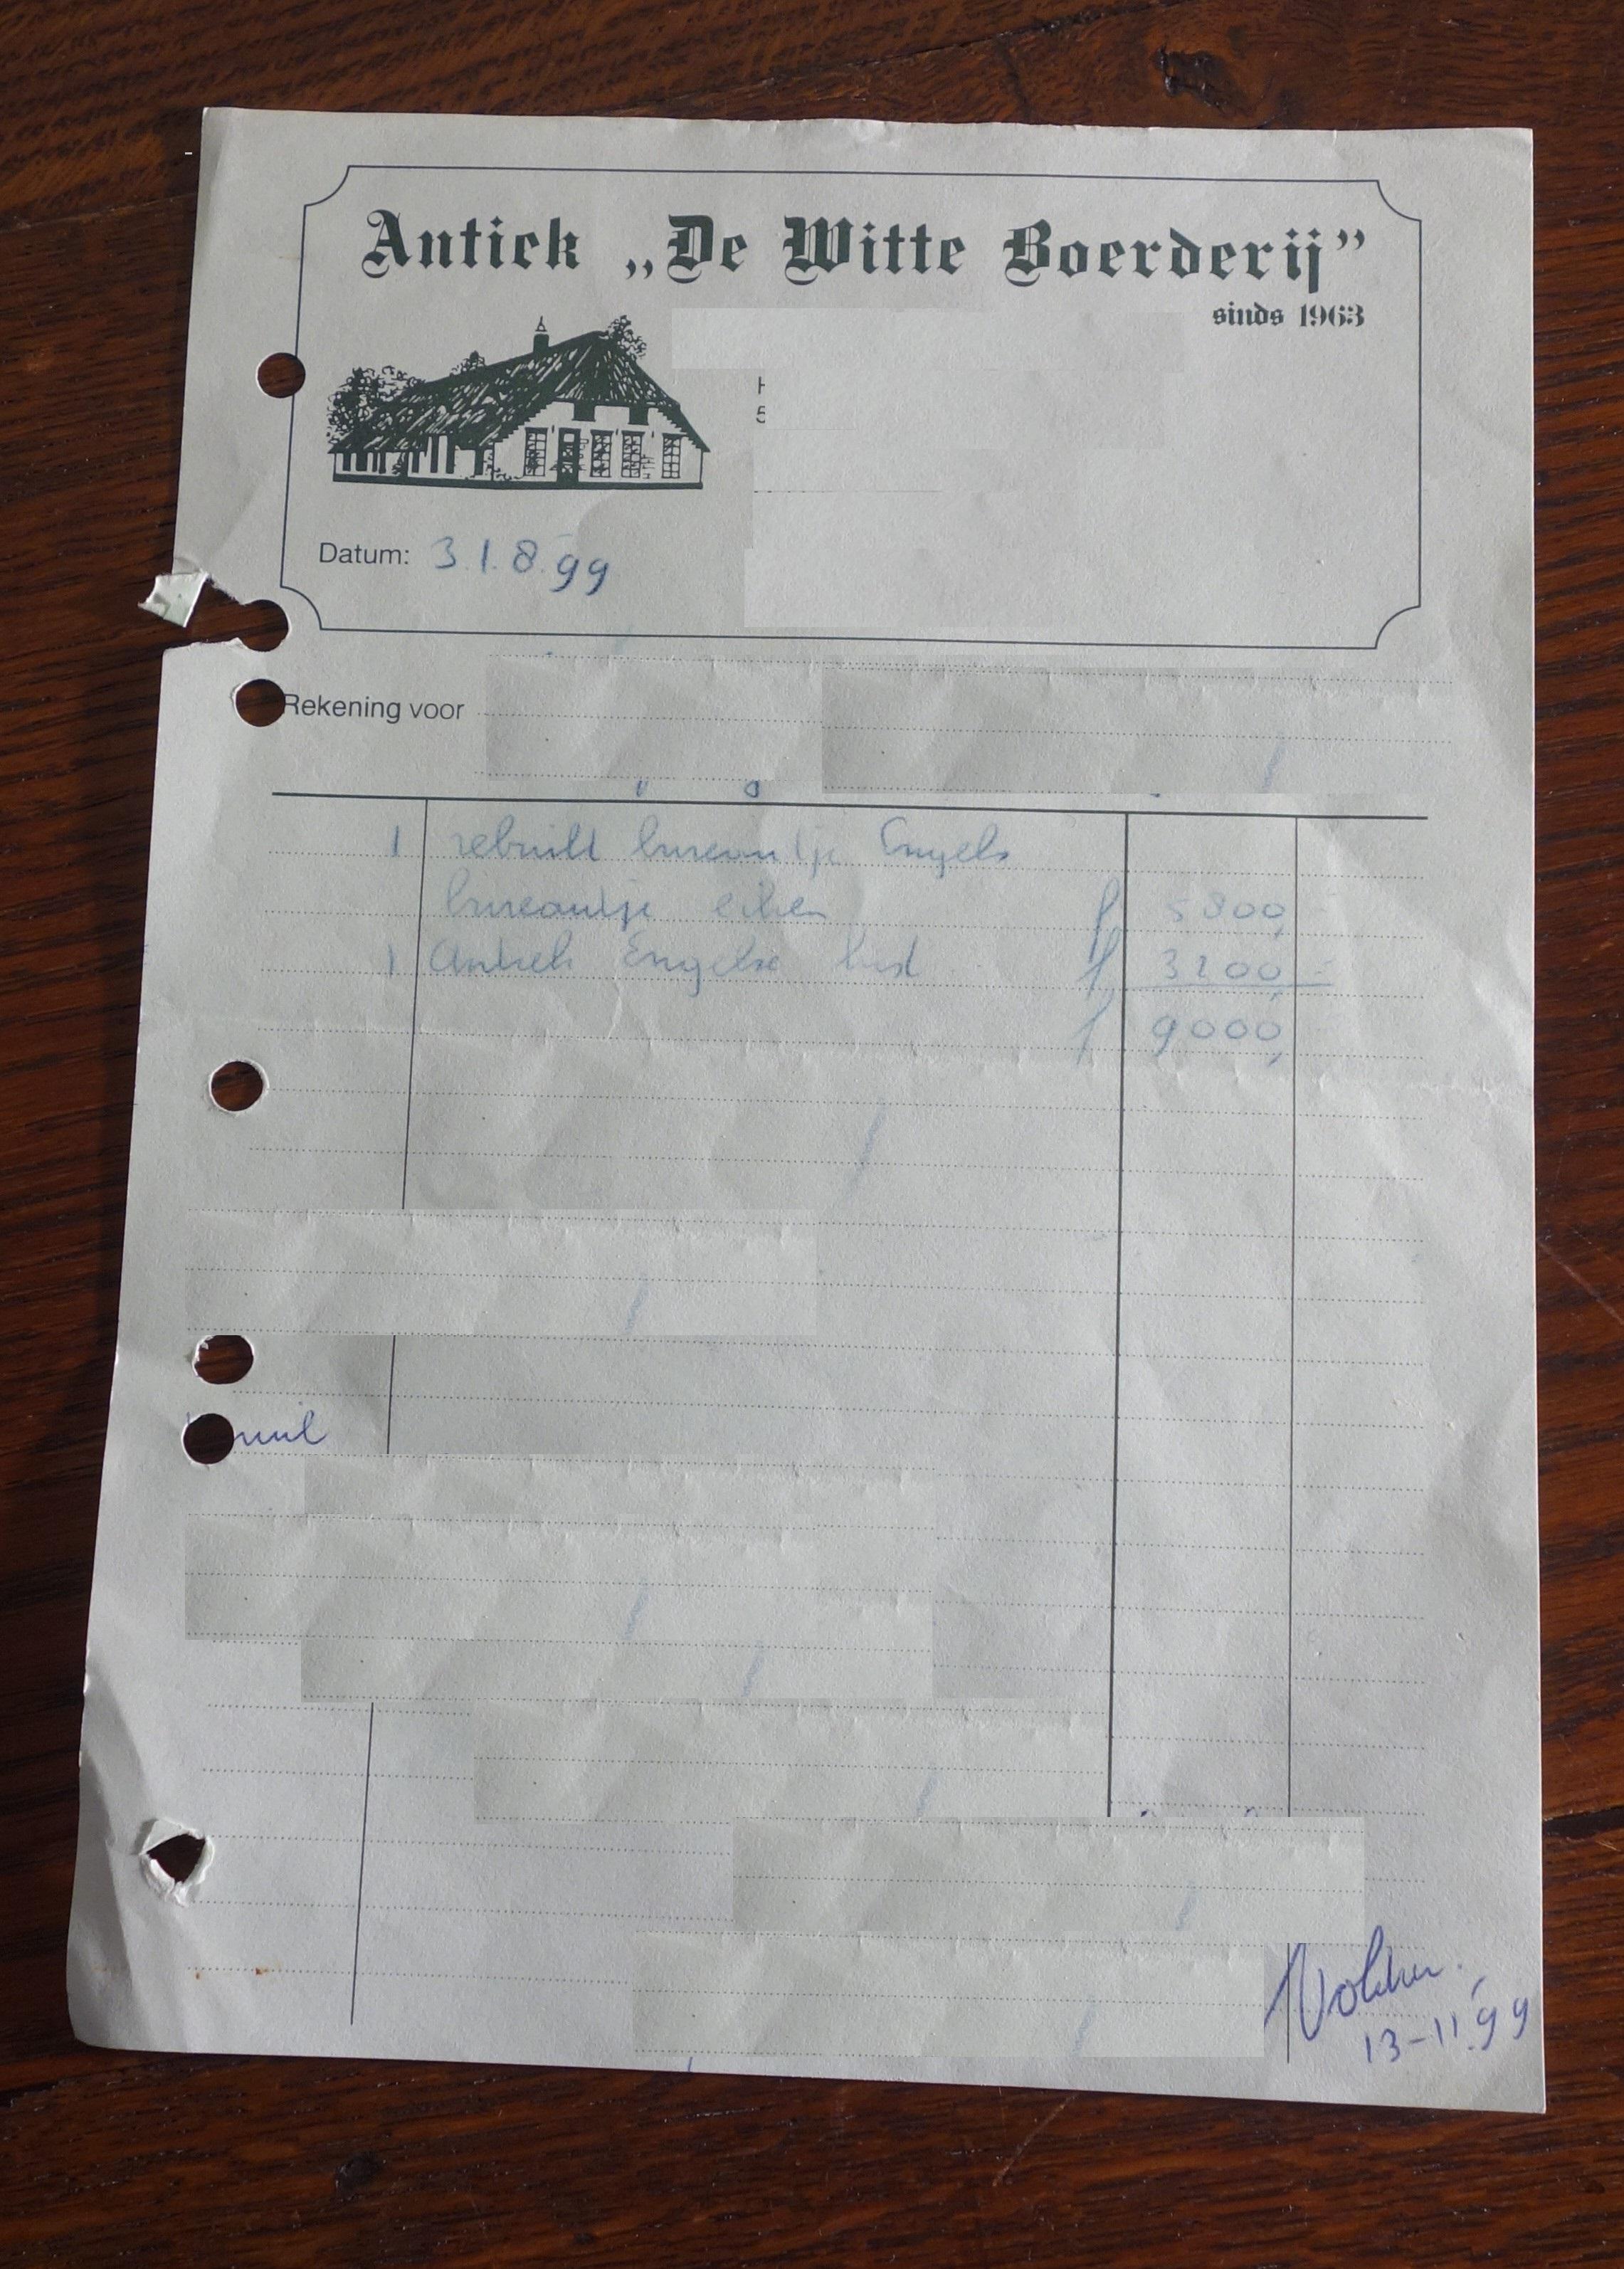 Antiek „De Witte Boerderij”
sinds 1963
H
5
Datum: 31.8.99
Rekening voor
1 rebuilt bureautje Engels
bureautje eiken f 5800,-
1 Antiek Engelse kist f 3200,-
f 9000,
Voldaan
13-11-'99